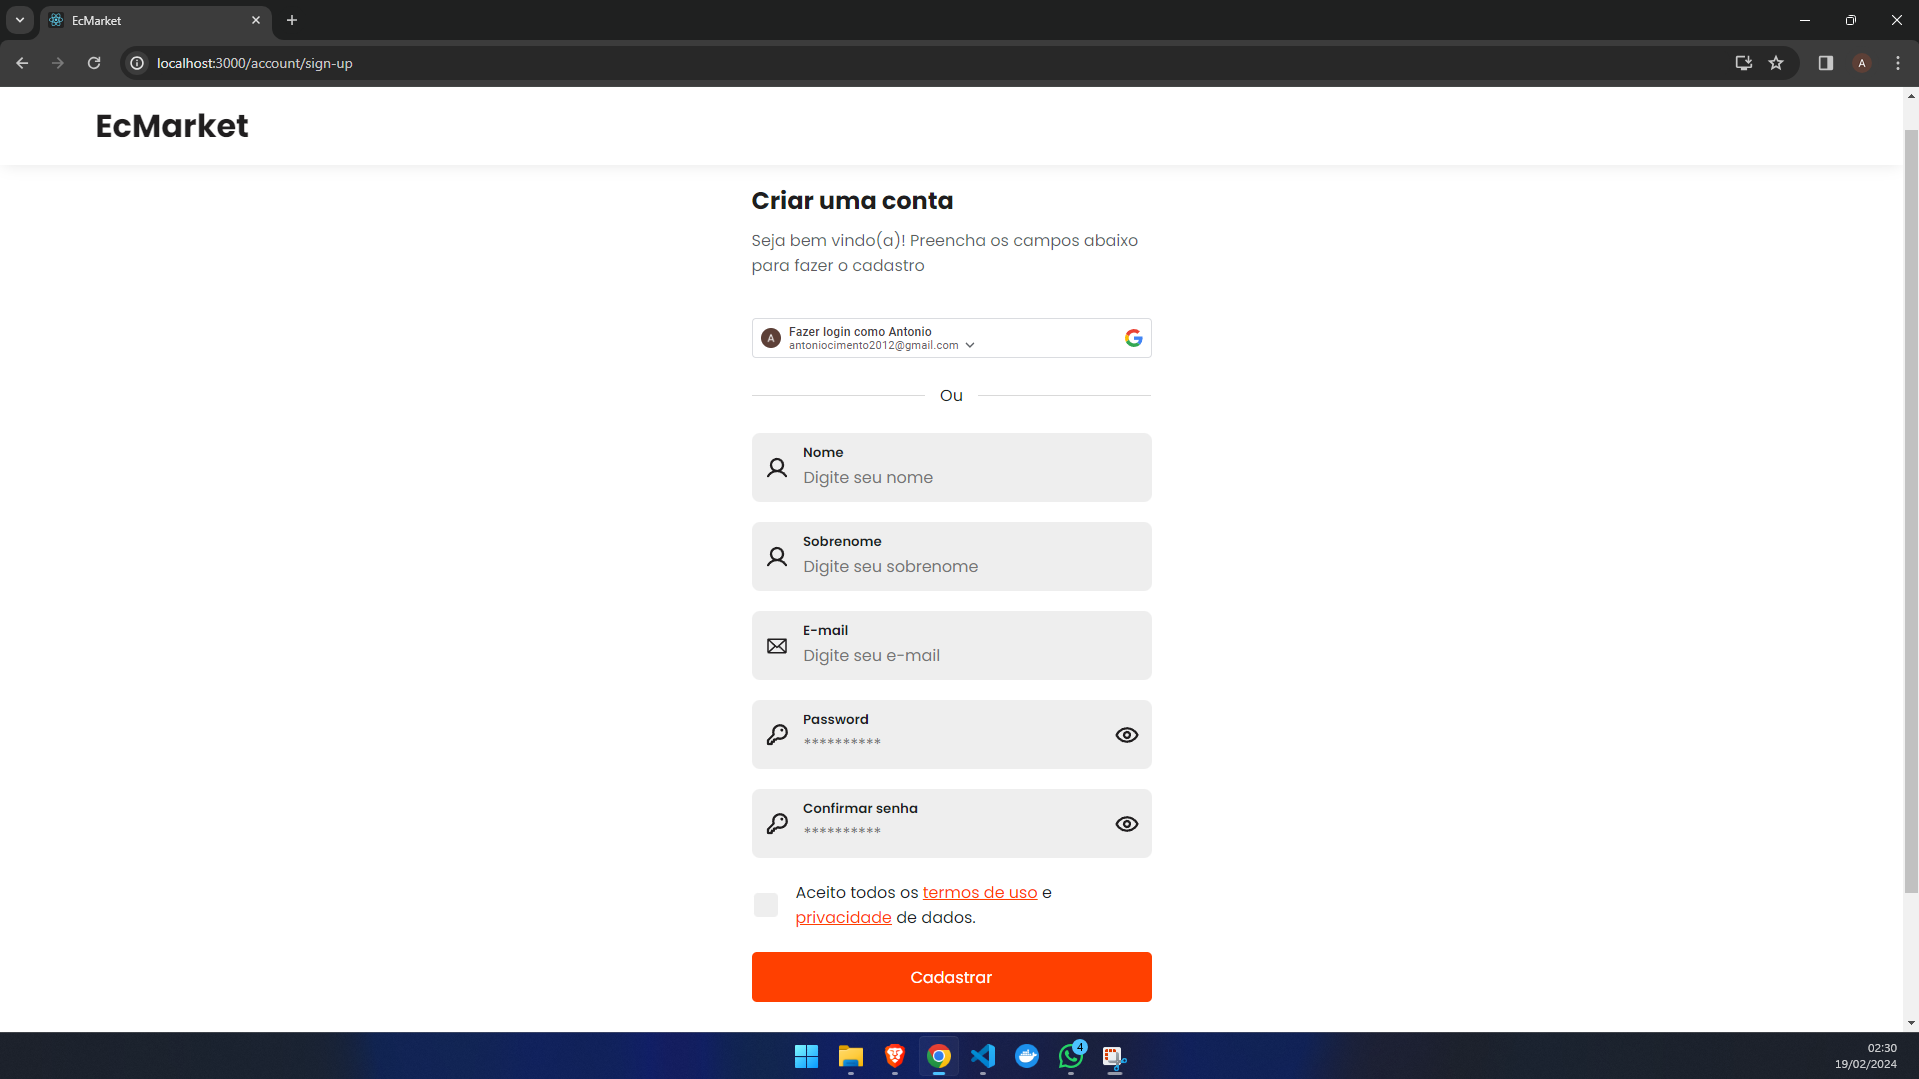 EcMarket
localhost:3000/account/sign-up
A
EcMarket
Criar uma conta
Seja bem vindo(a)! Preencha os campos abaixo
para fazer o cadastro
A
Fazer login como Antonio
antoniocimento2012@gmail.com
Ou
Nome
Digite seu nome
Sobrenome
Digite seu sobrenome
E-mail
Digite seu e-mail
Password
**********
Confirmar senha
**********
Aceito todos os termos de uso e
privacidade de dados.
Cadastrar
4
02:30
19/02/2024